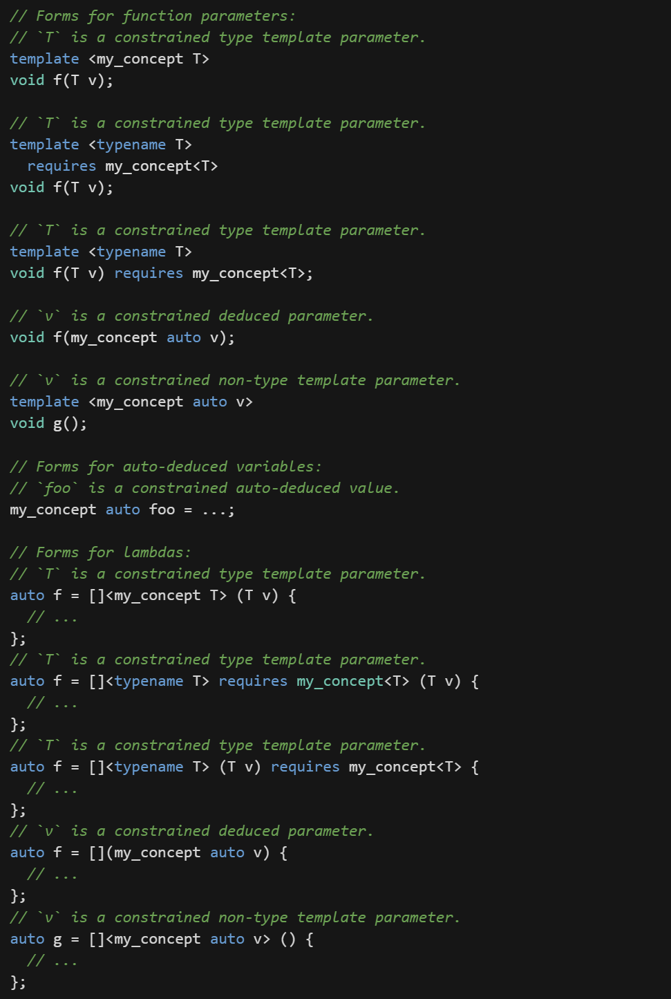 // Forms for function parameters:
// `T` is a constrained type template parameter.
template <my_concept T>
void f(T v);

// `T` is a constrained type template parameter.
template <typename T>
  requires my_concept<T>
void f(T v);

// `T` is a constrained type template parameter.
template <typename T>
void f(T v) requires my_concept<T>;

// `v` is a constrained deduced parameter.
void f(my_concept auto v);

// `v` is a constrained non-type template parameter.
template <my_concept auto v>
void g();

// Forms for auto-deduced variables:
// `foo` is a constrained auto-deduced value.
my_concept auto foo = ...;

// Forms for lambdas:
// `T` is a constrained type template parameter.
auto f = []<my_concept T> (T v) {
  // ...
};
// `T` is a constrained type template parameter.
auto f = []<typename T> requires my_concept<T> (T v) {
  // ...
};
// `T` is a constrained type template parameter.
auto f = []<typename T> (T v) requires my_concept<T> {
  // ...
};
// `v` is a constrained deduced parameter.
auto f = [](my_concept auto v) {
  // ...
};
// `v` is a constrained non-type template parameter.
auto g = []<my_concept auto v> () {
  // ...
};